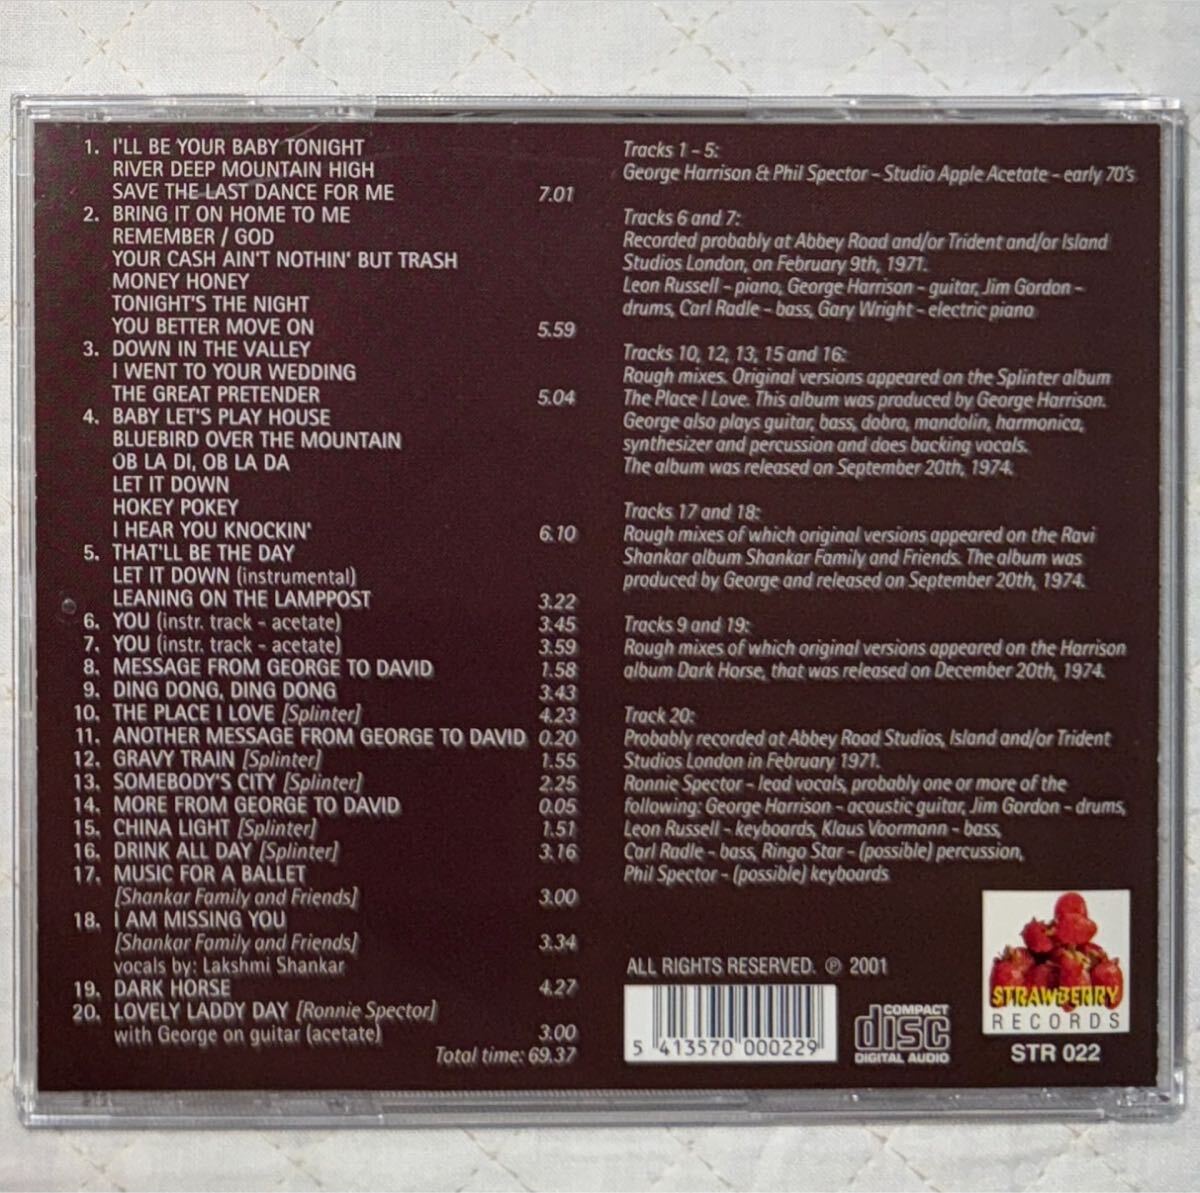 1. I'LL BE YOUR BABY TONIGHT
RIVER DEEP MOUNTAIN HIGH
SAVE THE LAST DANCE FOR ME 7.01
2. BRING IT ON HOME TO ME
REMEMBER / GOD
YOUR CASH AIN'T NOTHIN' BUT TRASH
MONEY HONEY
TONIGHT'S THE NIGHT
YOU BETTER MOVE ON 5.59
3. DOWN IN THE VALLEY
I WENT TO YOUR WEDDING
THE GREAT PRETENDER 5.04
4. BABY LET'S PLAY HOUSE
BLUEBIRD OVER THE MOUNTAIN
OB LA DI, OB LA DA
LET IT DOWN
HOKEY POKEY
I HEAR YOU KNOCKIN' 6.10
5. THAT'LL BE THE DAY
LET IT DOWN (instrumental)
LEANING ON THE LAMPPOST 3.22
6. YOU (instr. track - acetate) 3.45
7. YOU (instr. track - acetate) 3.59
8. MESSAGE FROM GEORGE TO DAVID 1.58
9. DING DONG, DING DONG 3.43
10. THE PLACE I LOVE [Splinter] 4.23
11. ANOTHER MESSAGE FROM GEORGE TO DAVID 0.20
12. GRAVY TRAIN [Splinter] 1.55
13. SOMEBODY'S CITY [Splinter] 2.25
14. MORE FROM GEORGE TO DAVID 0.05
15. CHINA LIGHT [Splinter] 1.51
16. DRINK ALL DAY [Splinter] 3.16
17. MUSIC FOR A BALLET
[Shankar Family and Friends] 3.00
18. I AM MISSING YOU
[Shankar Family and Friends] 3.34
vocals by: Lakshmi Shankar
19. DARK HORSE 4.27
20. LOVELY LADDY DAY [Ronnie Spector]
with George on guitar (acetate) 3.00
Total time: 69.37
Tracks 1 - 5:
George Harrison & Phil Spector - Studio Apple Acetate - early 70's
Tracks 6 and 7:
Recorded probably at Abbey Road and/or Trident and/or Island
Studios London, on February 9th, 1971.
Leon Russell - piano, George Harrison - guitar, Jim Gordon -
drums, Carl Radle - bass, Gary Wright - electric piano
Tracks 10, 12, 13, 15 and 16:
Rough mixes. Original versions appeared on the Splinter album
The Place I Love. This album was produced by George Harrison.
George also plays guitar, bass, dobro, mandolin, harmonica,
synthesizer and percussion and does backing vocals.
The album was released on September 20th, 1974.
Tracks 17 and 18:
Rough mixes of which original versions appeared on the Ravi
Shankar album Shankar Family and Friends. The album was
produced by George and released on September 20th, 1974.
Tracks 9 and 19:
Rough mixes of which original versions appeared on the Harrison
album Dark Horse, that was released on December 20th, 1974.
Track 20:
Probably recorded at Abbey Road Studios, Island and/or Trident
Studios London in February 1971.
Ronnie Spector - lead vocals, probably one or more of the
following: George Harrison - acoustic guitar, Jim Gordon - drums,
Leon Russell - keyboards, Klaus Voormann - bass,
Carl Radle - bass, Ringo Star - (possible) percussion,
Phil Spector - (possible) keyboards
ALL RIGHTS RESERVED. ℗ 2001
5 413570 000229
COMPACT
disc
DIGITAL AUDIO
STRAWBERRY
RECORDS
STR 022